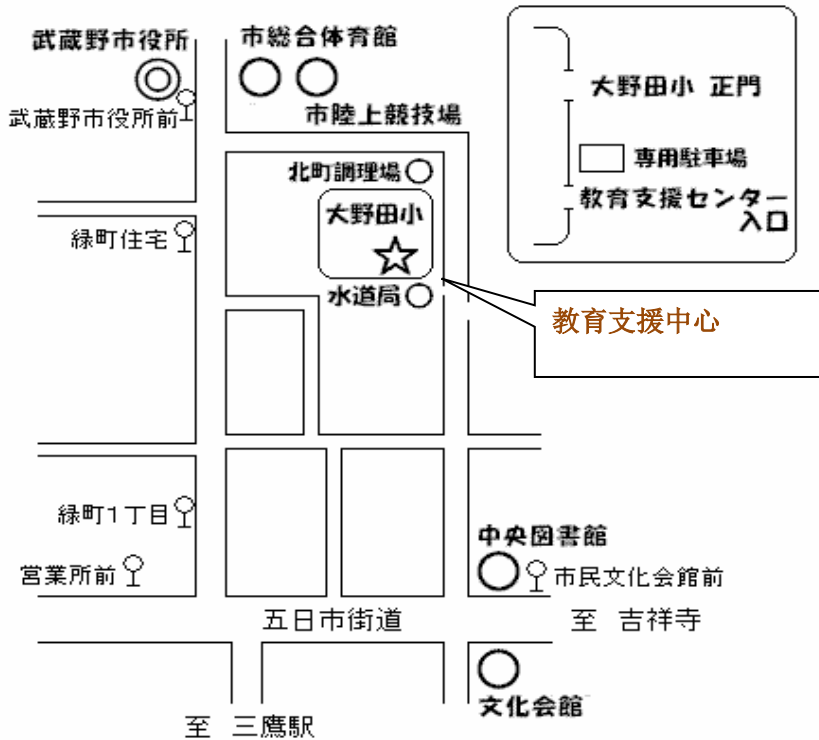 武蔵野市役所
市総合体育館
武蔵野市役所前
市陸上競技場
大野田小 正門
専用駐車場
教育支援センター
入口
北町調理場
大野田小
緑町住宅
水道局
教育支援中心
緑町1丁目
営業所前
中央図書館
市民文化会館前
五日市街道
至 吉祥寺
文化会館
至 三鷹駅